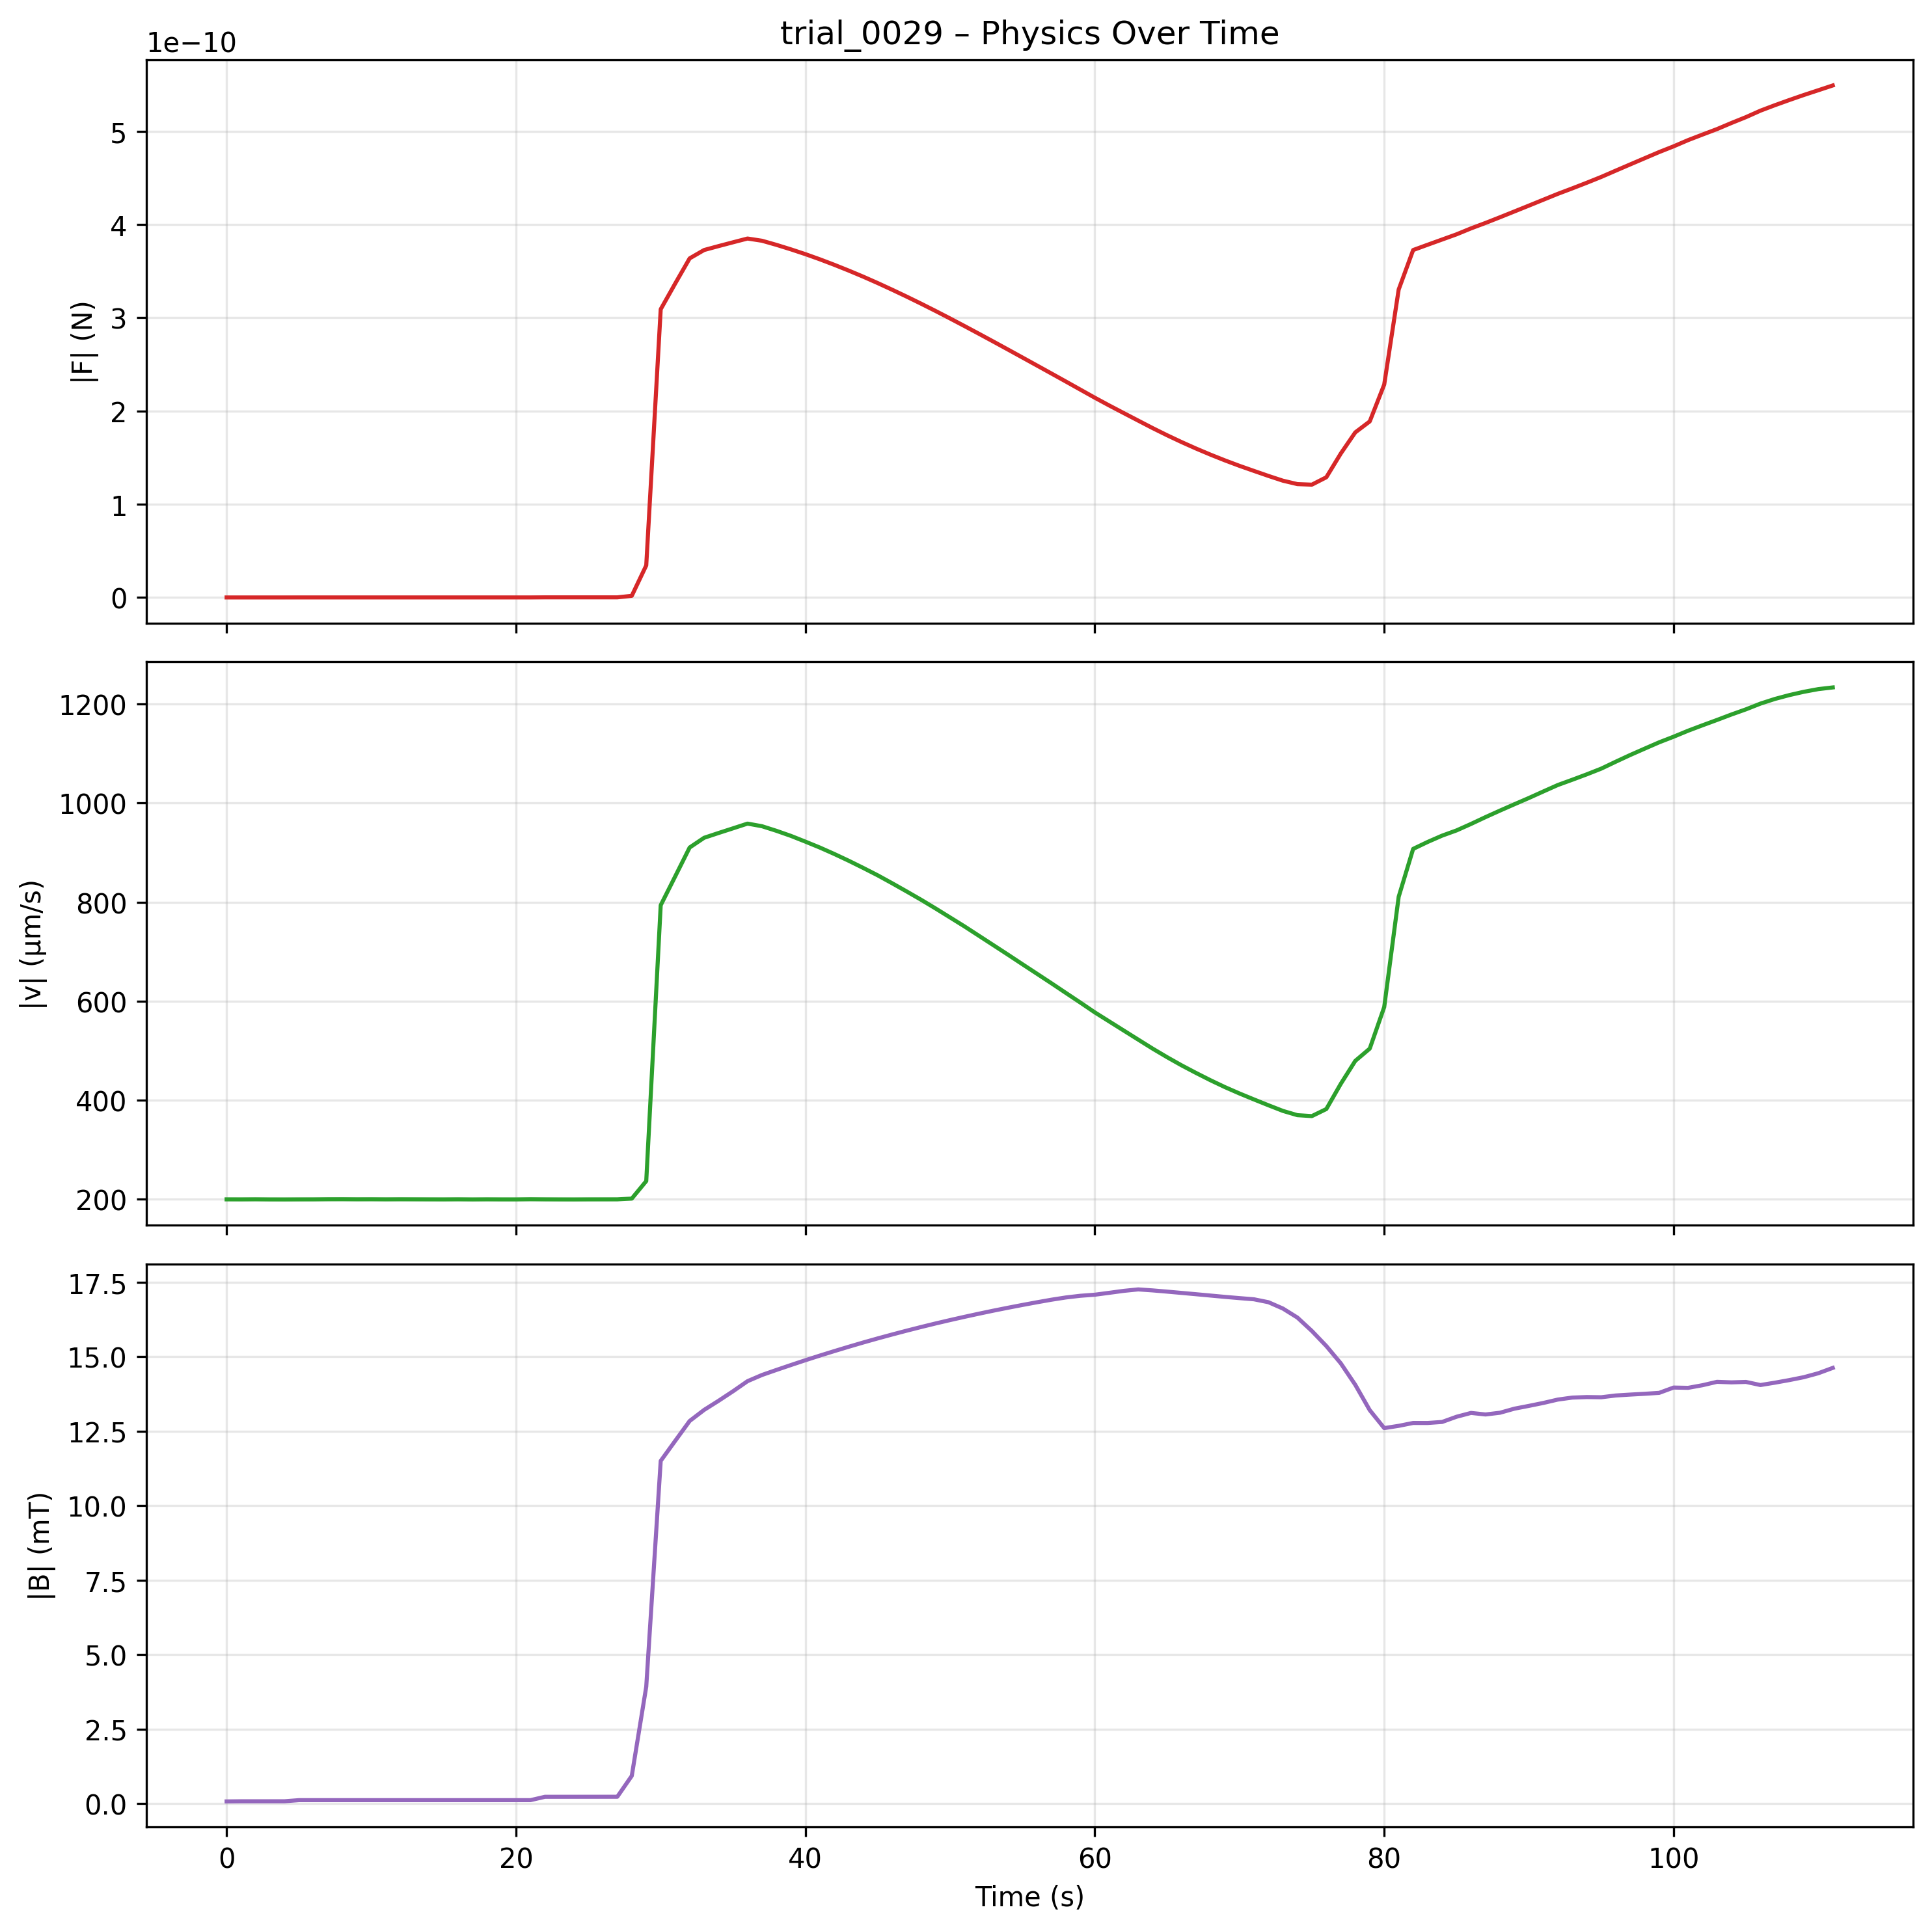 trial_0029 – Physics Over Time
1e−10
5
4
3
2
1
0
|F| (N)
1200
1000
800
600
400
200
|v| (µm/s)
17.5
15.0
12.5
10.0
7.5
5.0
2.5
0.0
|B| (mT)
0 20 40 60 80 100
Time (s)